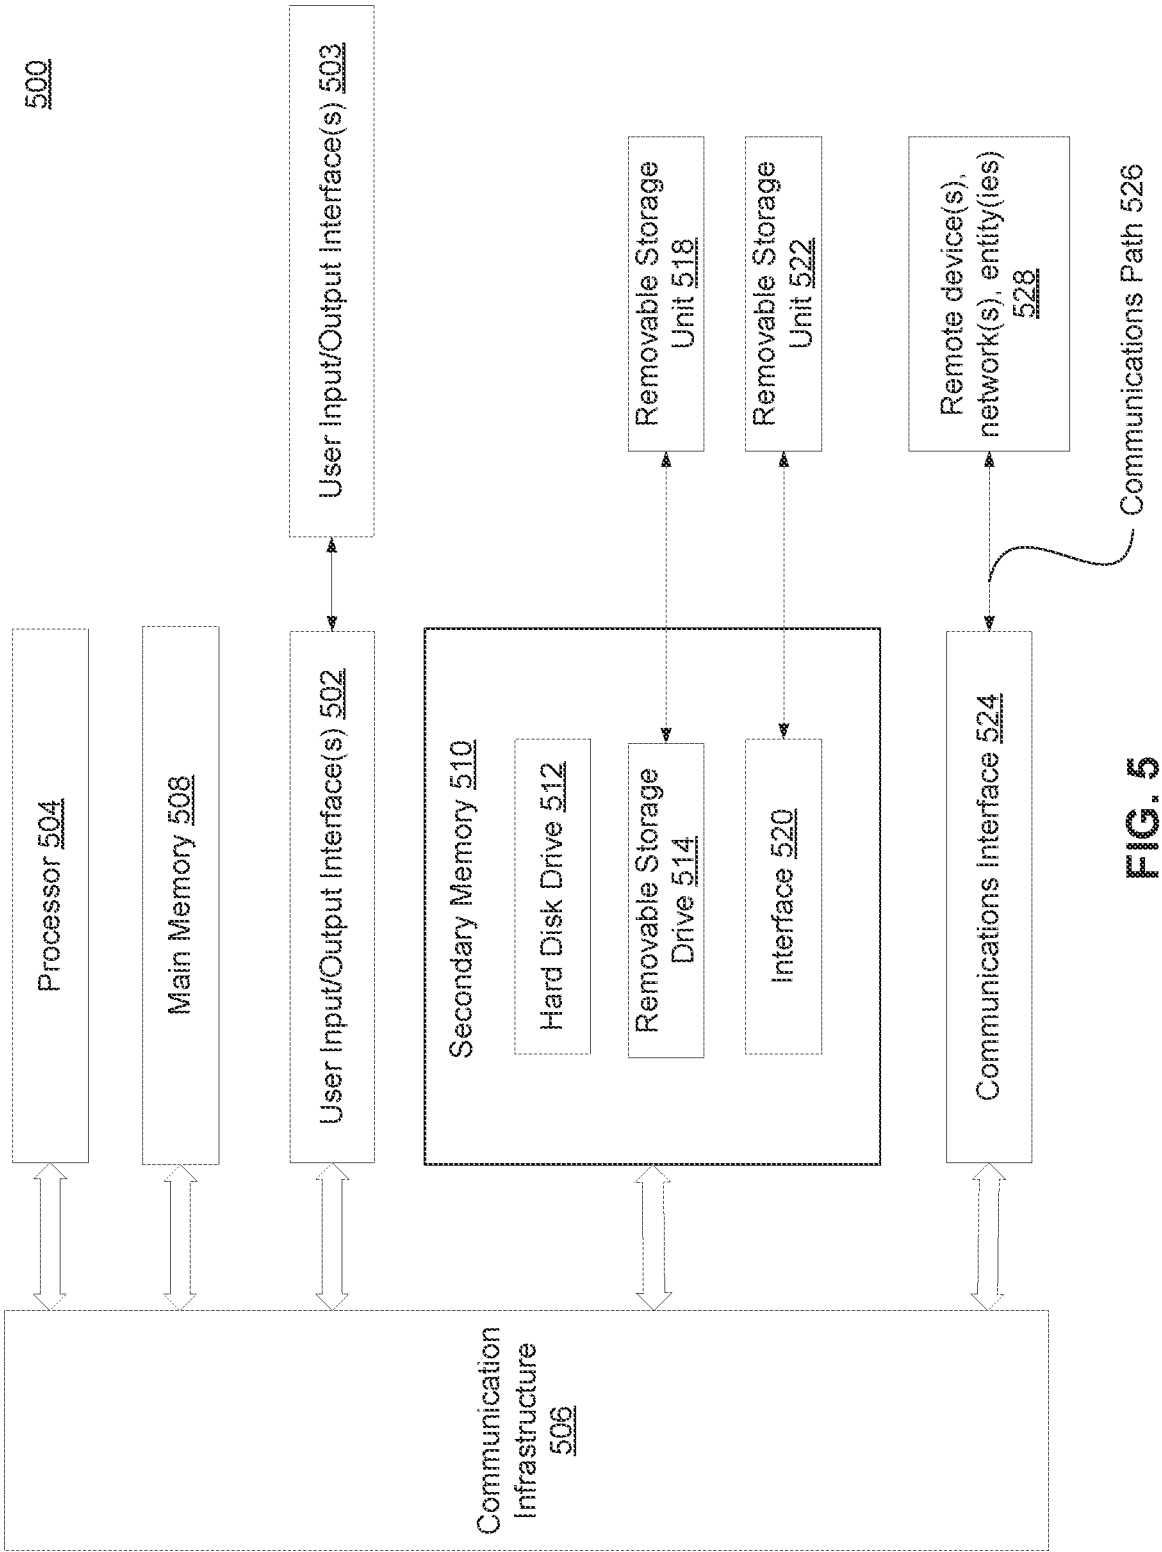 500
Processor 504
Main Memory 508
User Input/Output Interface(s) 502
User Input/Output Interface(s) 503
Communication
Infrastructure
506
Secondary Memory 510
Hard Disk Drive 512
Removable Storage
Drive 514
Removable Storage
Unit 518
Interface 520
Removable Storage
Unit 522
Communications Interface 524
Remote device(s),
network(s), entity(ies)
528
Communications Path 526
FIG. 5